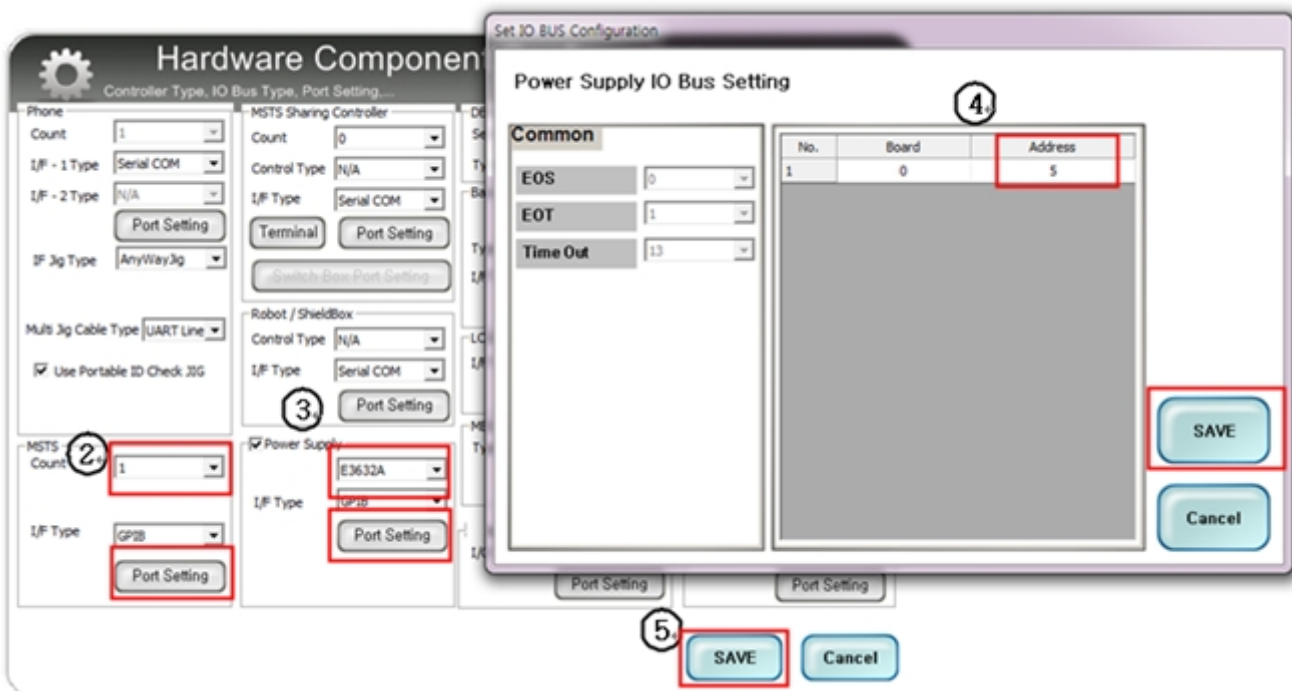 Hardware Componen
Controller Type, IO Bus Type, Port Setting,...
Phone
Count 1
I/F - 1 Type Serial COM
I/F - 2 Type N/A
Port Setting
IF Jig Type AnyWayJig
Multi Jig Cable Type UART Line
Use Portable ID Check JIG
MSTS
Count 1
②
I/F Type GPIB
Port Setting
MSTS Sharing Controller
Count 0
Control Type N/A
I/F Type Serial COM
Terminal Port Setting
Switch Box Port Setting
Robot / ShieldBox
Control Type N/A
I/F Type Serial COM
③ Port Setting
Power Supply
E3632A
I/F Type GPIB
Port Setting
Port Setting
Port Setting
⑤
SAVE Cancel
Set IO BUS Configuration
Power Supply IO Bus Setting
④
Common
EOS 0
EOT 1
Time Out 13
No. Board Address
1 0 5
SAVE
Cancel